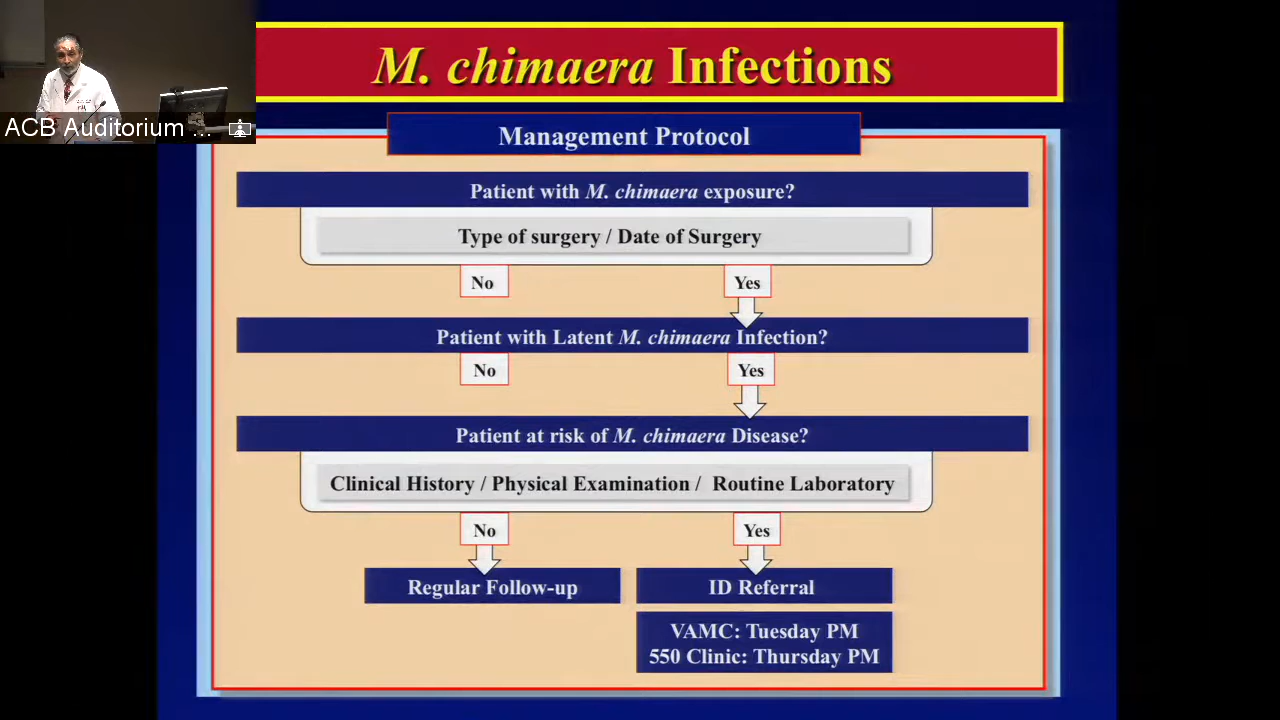 M. chimaera Infections
ACB Auditorium ...
Management Protocol
Patient with M. chimaera exposure?
Type of surgery / Date of Surgery
No Yes
Patient with Latent M. chimaera Infection?
No Yes
Patient at risk of M. chimaera Disease?
Clinical History / Physical Examination / Routine Laboratory
No Yes
Regular Follow-up ID Referral
VAMC: Tuesday PM
550 Clinic: Thursday PM